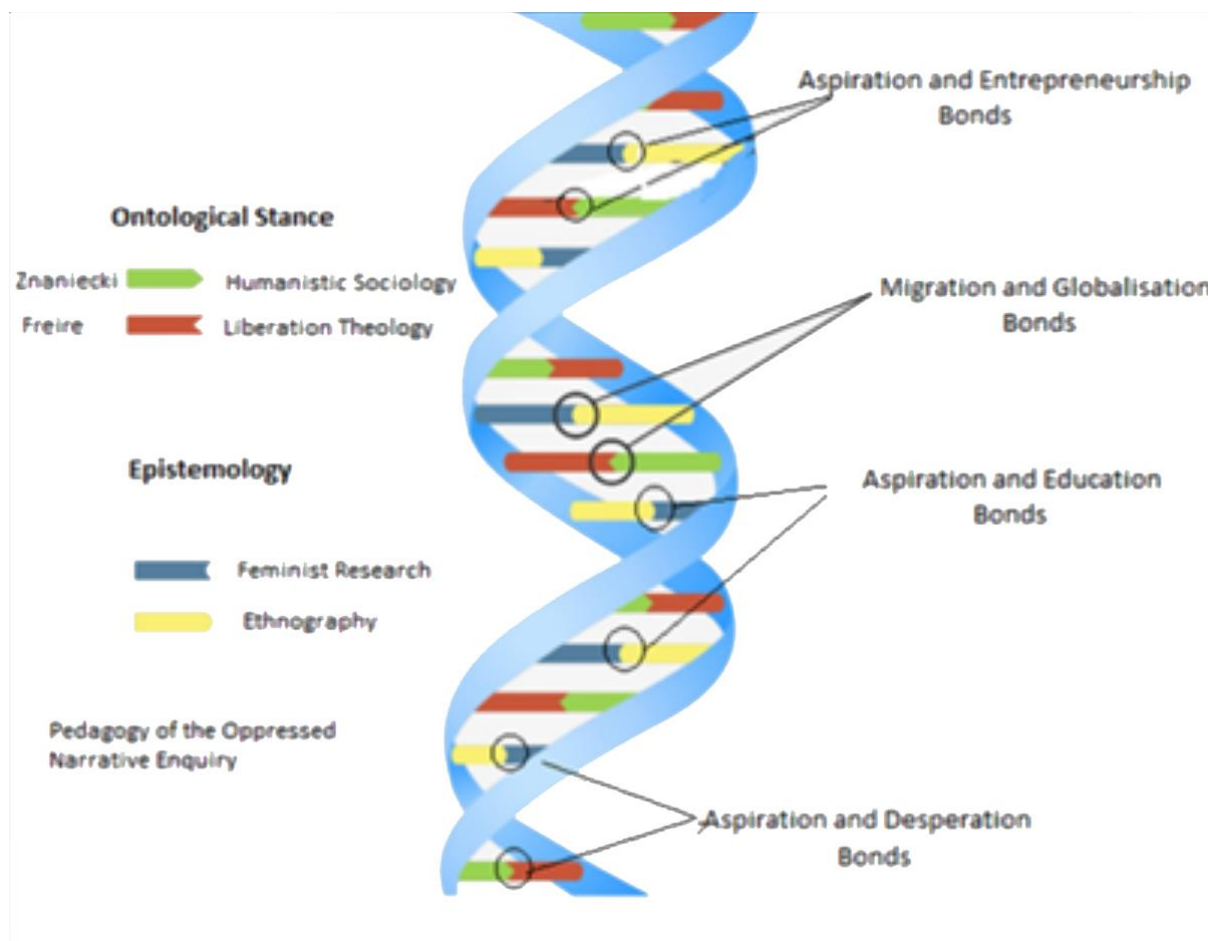 Aspiration and Entrepreneurship
Bonds
Ontological Stance
Znaniecki Humanistic Sociology
Freire Liberation Theology
Migration and Globalisation
Bonds
Epistemology
Aspiration and Education
Bonds
Feminist Research
Ethnography
Pedagogy of the Oppressed
Narrative Enquiry
Aspiration and Desperation
Bonds